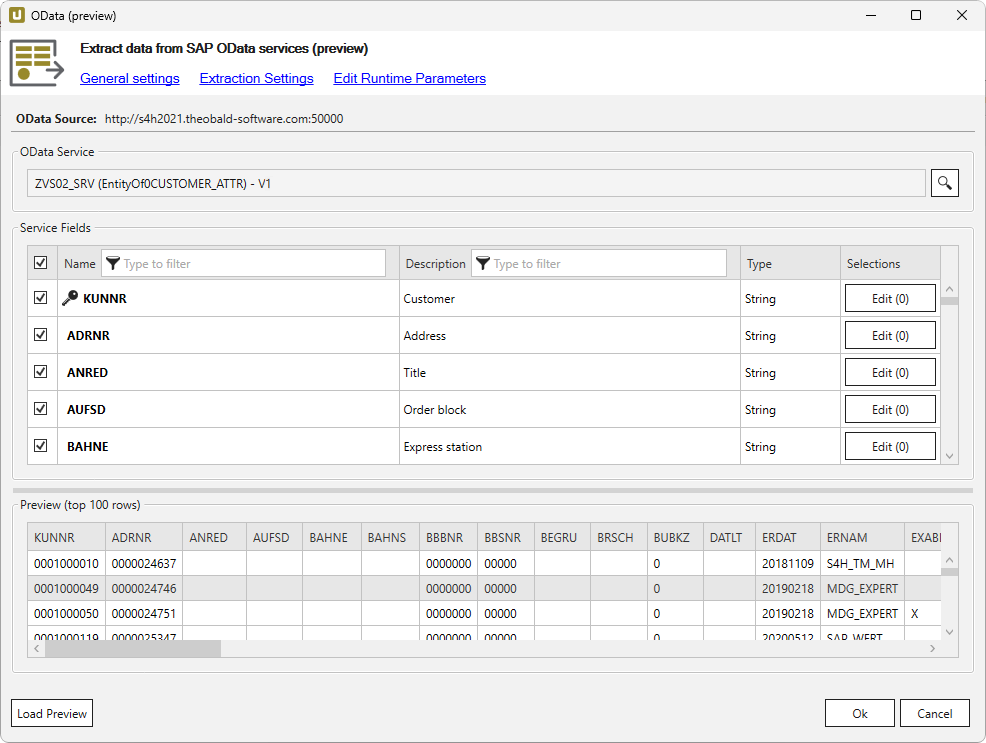 OData (preview)
Extract data from SAP OData services (preview)
General settings Extraction Settings Edit Runtime Parameters
OData Source: http://s4h2021.theobald-software.com:50000
OData Service
ZVS02_SRV (EntityOf0CUSTOMER_ATTR) - V1
Service Fields
Name Type to filter Description Type to filter Type Selections
KUNNR Customer String Edit (0)
ADRNR Address String Edit (0)
ANRED Title String Edit (0)
AUFSD Order block String Edit (0)
BAHNE Express station String Edit (0)
Preview (top 100 rows)
KUNNR ADRNR ANRED AUFSD BAHNE BAHNS BBBNR BBSNR BEGRU BRSCH BUBKZ DATLT ERDAT ERNAM EXABI
0001000010 0000024637 0000000 00000 0 20181109 S4H_TM_MH
0001000049 0000024746 0000000 00000 0 20190218 MDG_EXPERT
0001000050 0000024751 0000000 00000 0 20190218 MDG_EXPERT X
0001000119 0000025347 0000000 00000 0 20200512 SAP_WERT
Load Preview Ok Cancel